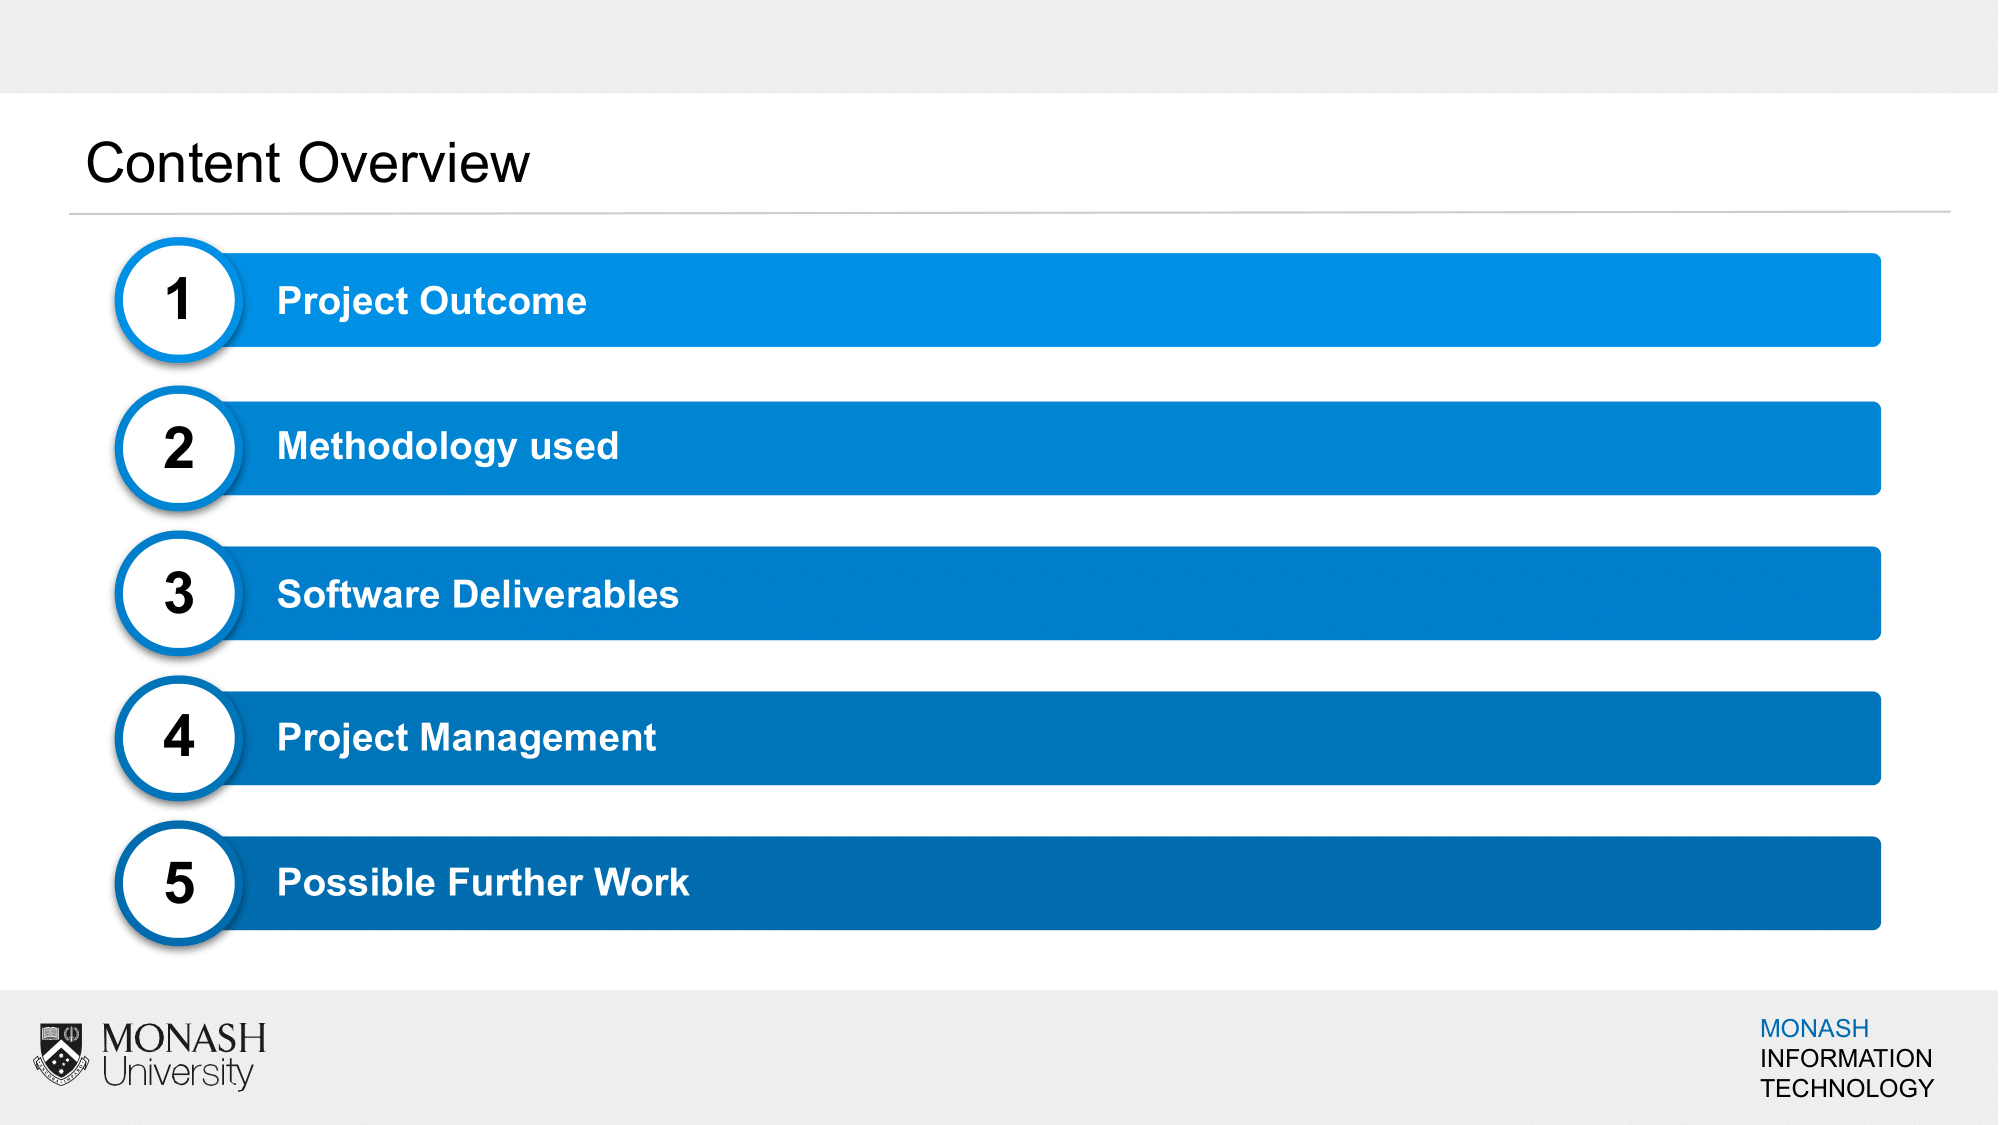 Content Overview
1
Project Outcome
2
Methodology used
3
Software Deliverables
4
Project Management
5
Possible Further Work
MONASH
University
MONASH
INFORMATION
TECHNOLOGY